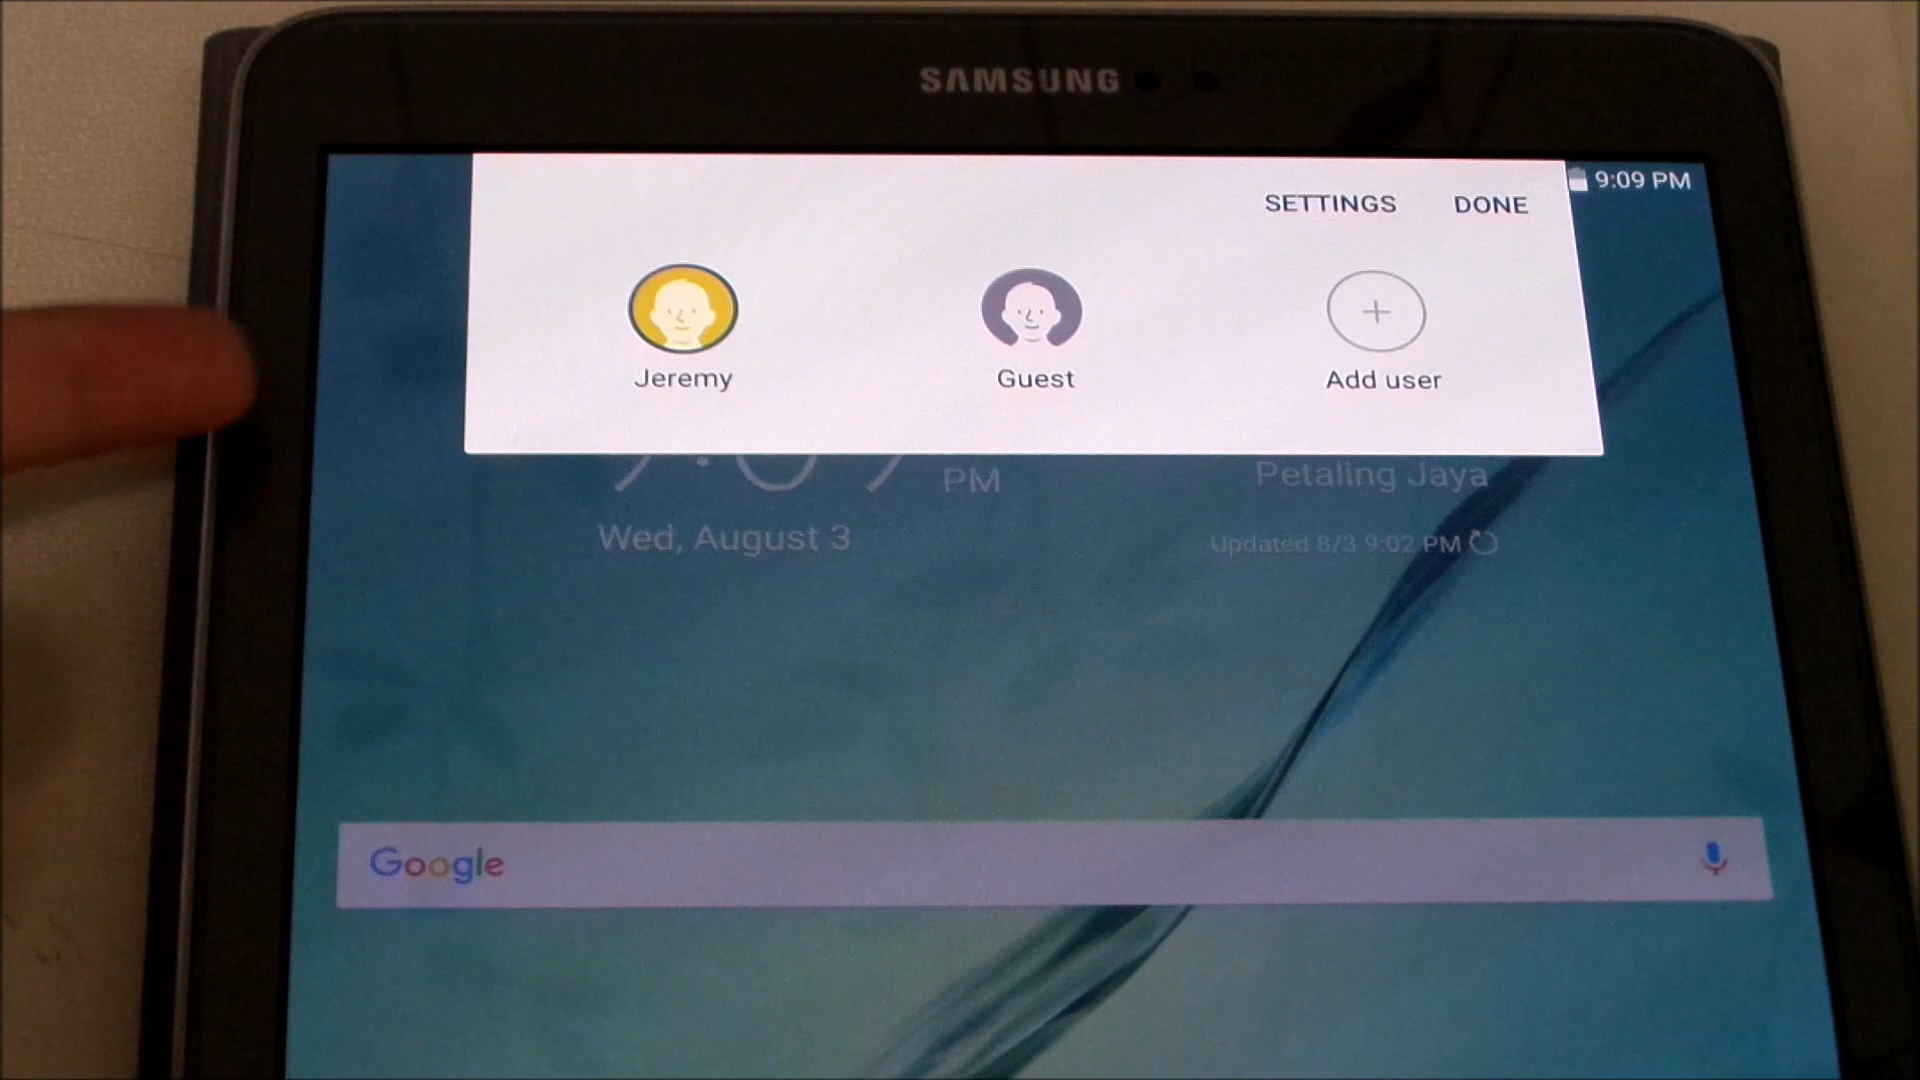 SAMSUNG
9:09 PM
SETTINGS DONE
Jeremy Guest Add user
PM Petaling Jaya
Wed, August 3
Updated 8/3 9:02 PM
Google